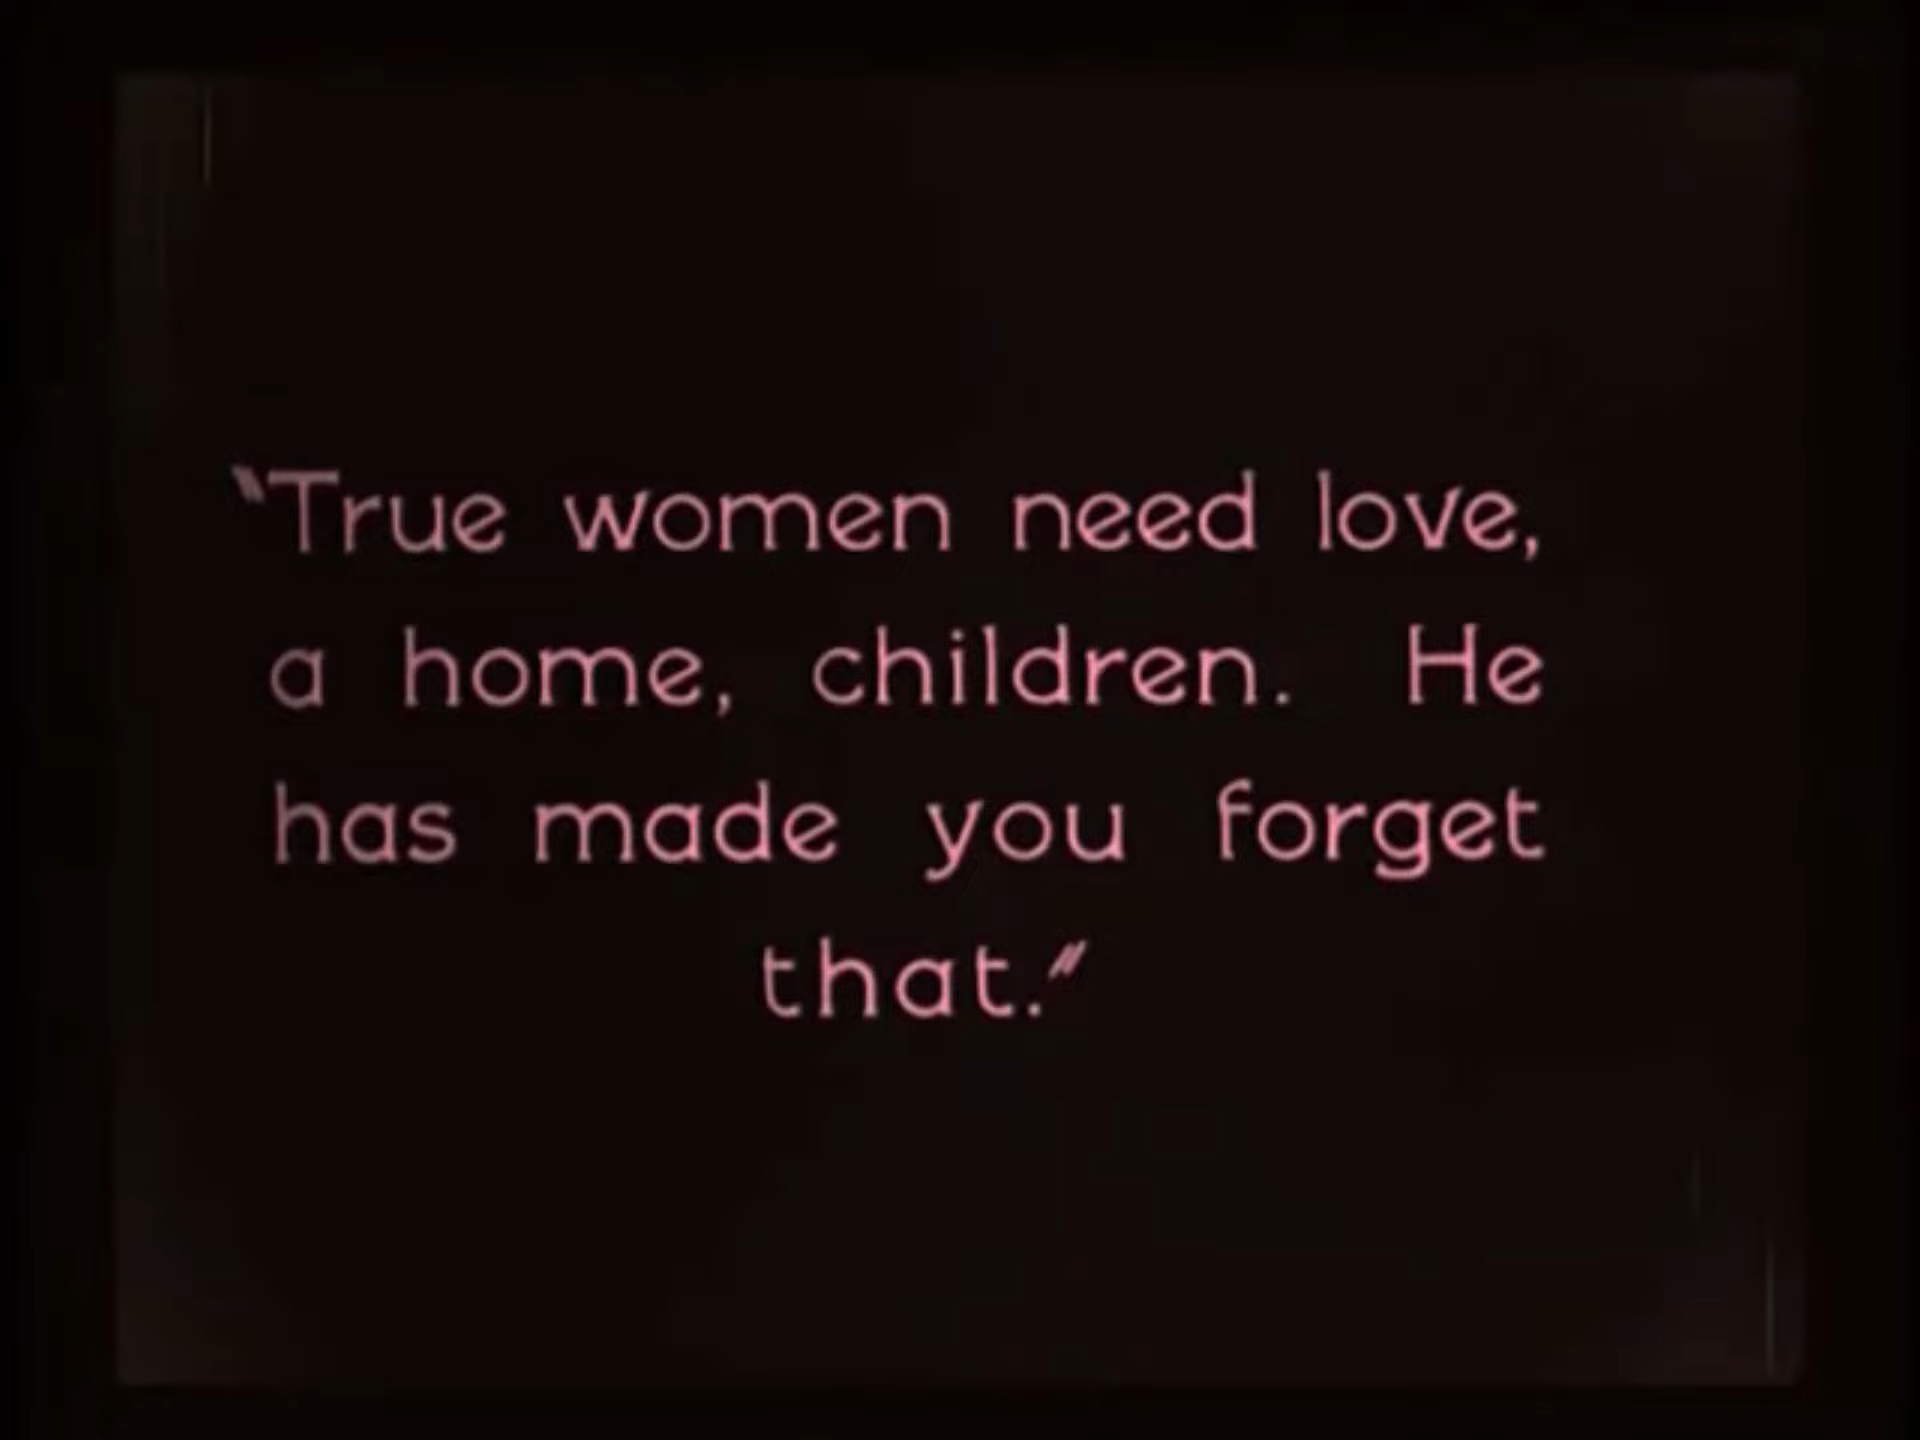 "True women need love,
a home, children. He
has made you forget
that."